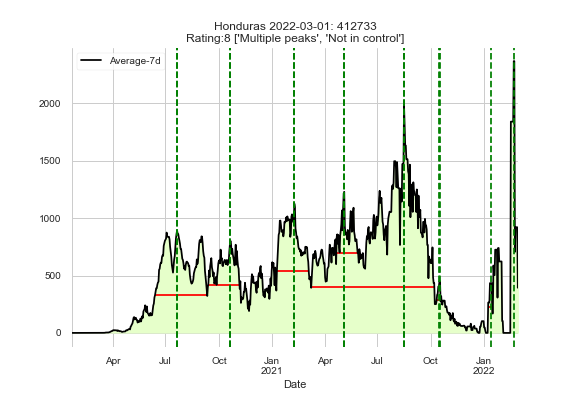 Honduras 2022-03-01: 412733
Rating:8 ['Multiple peaks', 'Not in control']
Average-7d
2000
1500
1000
500
0
Apr
Jul
Oct
Jan
2021
Apr
Jul
Oct
Jan
2022
Date